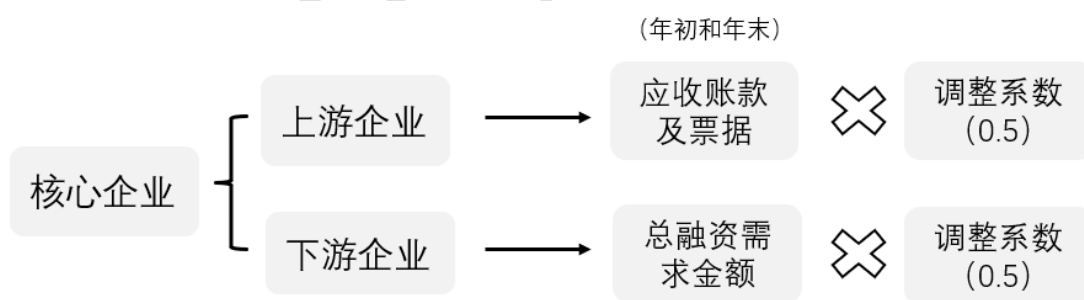 （年初和年末）
核心企业
上游企业
应收账款
及票据
调整系数
（0.5）
下游企业
总融资需
求金额
调整系数
（0.5）